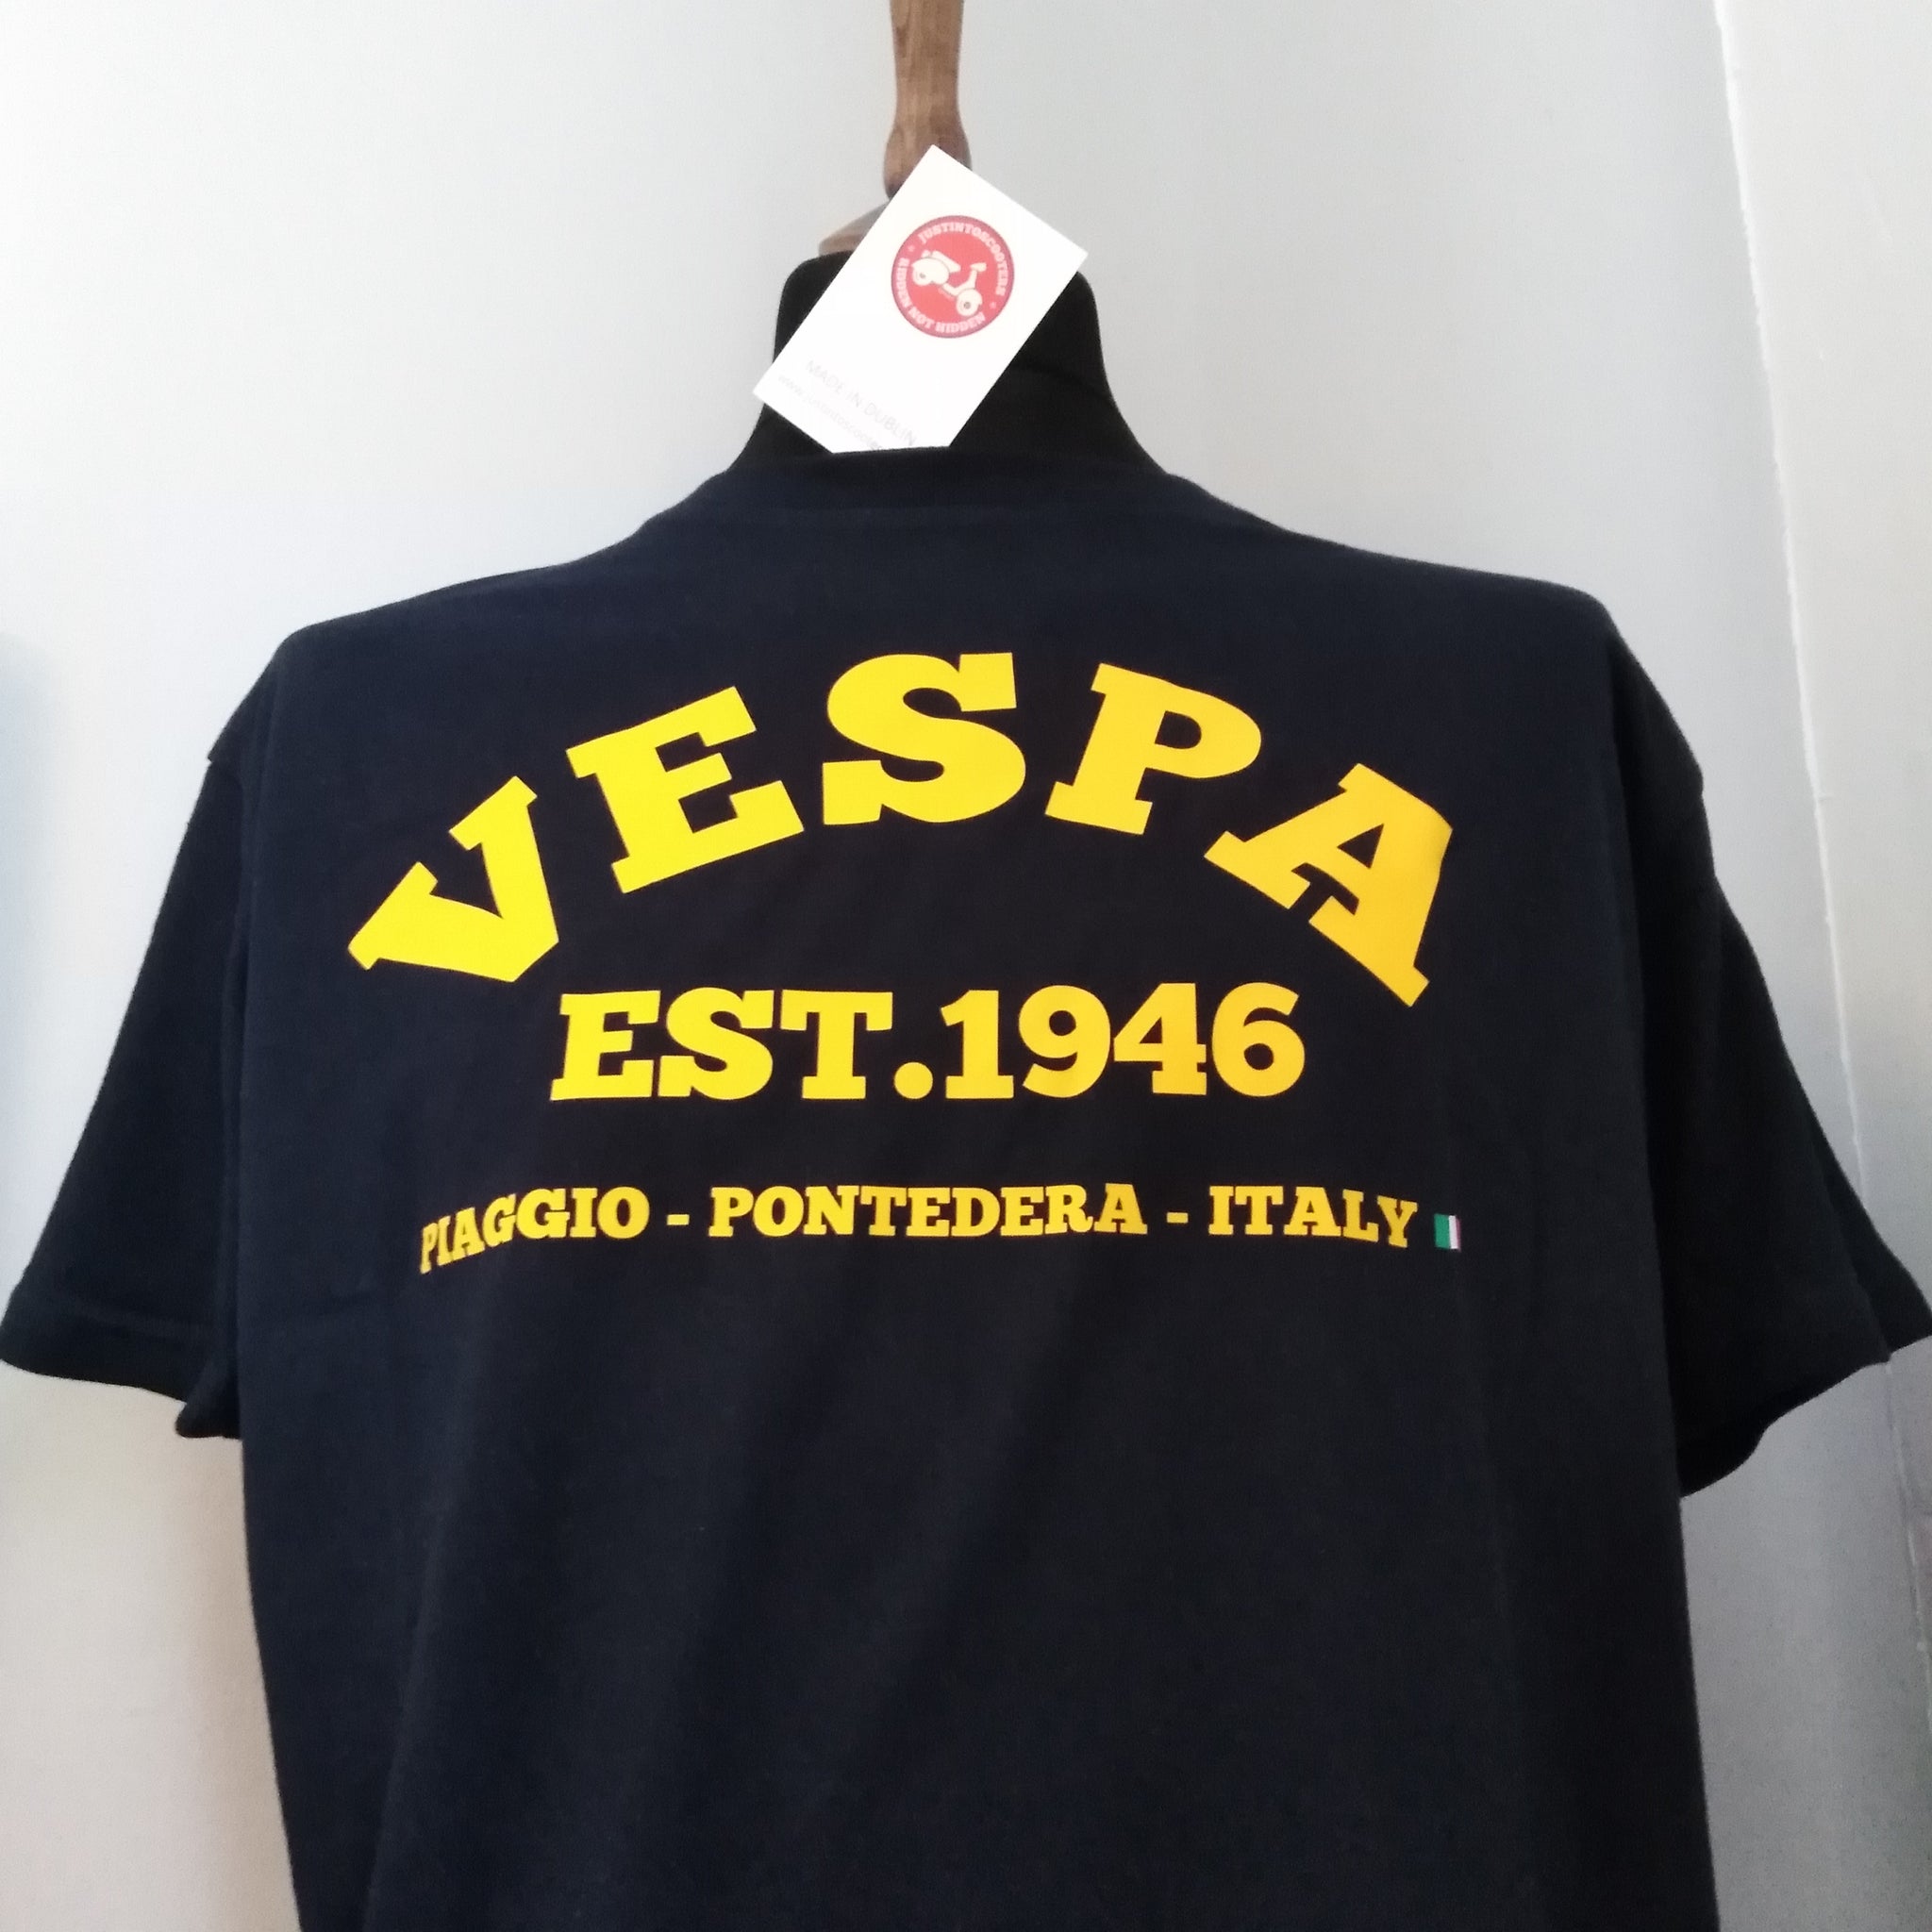 JUSTINTOSCOOTERS
RIDDEN NOT HIDDEN
MADE IN DUBLIN
VESPA
EST.1946
PIAGGIO - PONTEDERA - ITALY